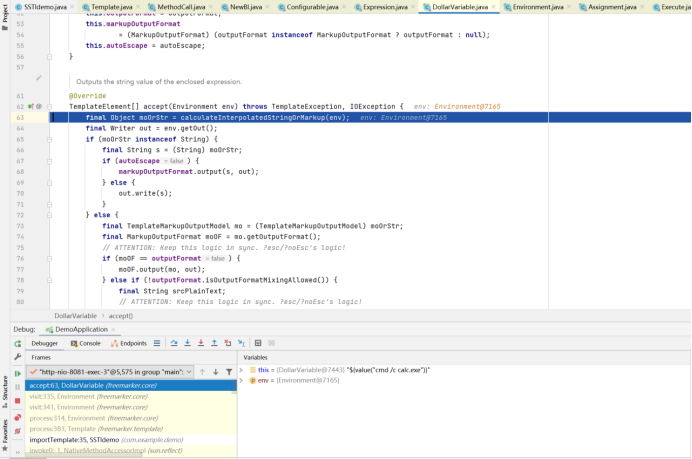 Project
SSTIdemo.java × Template.java × MethodCall.java × NewBI.java × Configurable.java × Expression.java × DollarVariable.java × Environment.java × Assignment.java × Execute.ja
53 this.markupOutputFormat
54 = (MarkupOutputFormat) (outputFormat instanceof MarkupOutputFormat ? outputFormat : null);
55 this.autoEscape = autoEscape;
56 }
57
Outputs the string value of the enclosed expression.
61 @Override
62 TemplateElement[] accept(Environment env) throws TemplateException, IOException { env: Environment@7165
63 final Object moOrStr = calculateInterpolatedStringOrMarkup(env); env: Environment@7165
64 final Writer out = env.getOut();
65 if (moOrStr instanceof String) {
66 final String s = (String) moOrStr;
67 if (autoEscape = false ) {
68 markupOutputFormat.output(s, out);
69 } else {
70 out.write(s);
71 }
72 } else {
73 final TemplateMarkupOutputModel mo = (TemplateMarkupOutputModel) moOrStr;
74 final MarkupOutputFormat moOF = mo.getOutputFormat();
75 // ATTENTION: Keep this logic in sync. ?esc/?noEsc's logic!
76 if (moOF == outputFormat = false ) {
77 moOF.output(mo, out);
78 } else if (!outputFormat.isOutputFormatMixingAllowed()) {
79 final String srcPlainText;
80 // ATTENTION: Keep this logic in sync. ?esc/?noEsc's logic!
DollarVariable › accept()
Debug: DemoApplication ×
Debugger Console Endpoints
Frames Variables
"http-nio-8081-exec-3"@5,575 in group "main": this = {DollarVariable@7443} "${value("cmd /c calc.exe")}"
accept:63, DollarVariable (freemarker.core) env = {Environment@7165}
visit:335, Environment (freemarker.core)
visit:341, Environment (freemarker.core)
process:314, Environment (freemarker.core)
process:383, Template (freemarker.template)
importTemplate:35, SSTIdemo (com.example.demo)
invoke0:-1, NativeMethodAccessorImpl (sun.reflect)
Structure
Favorites